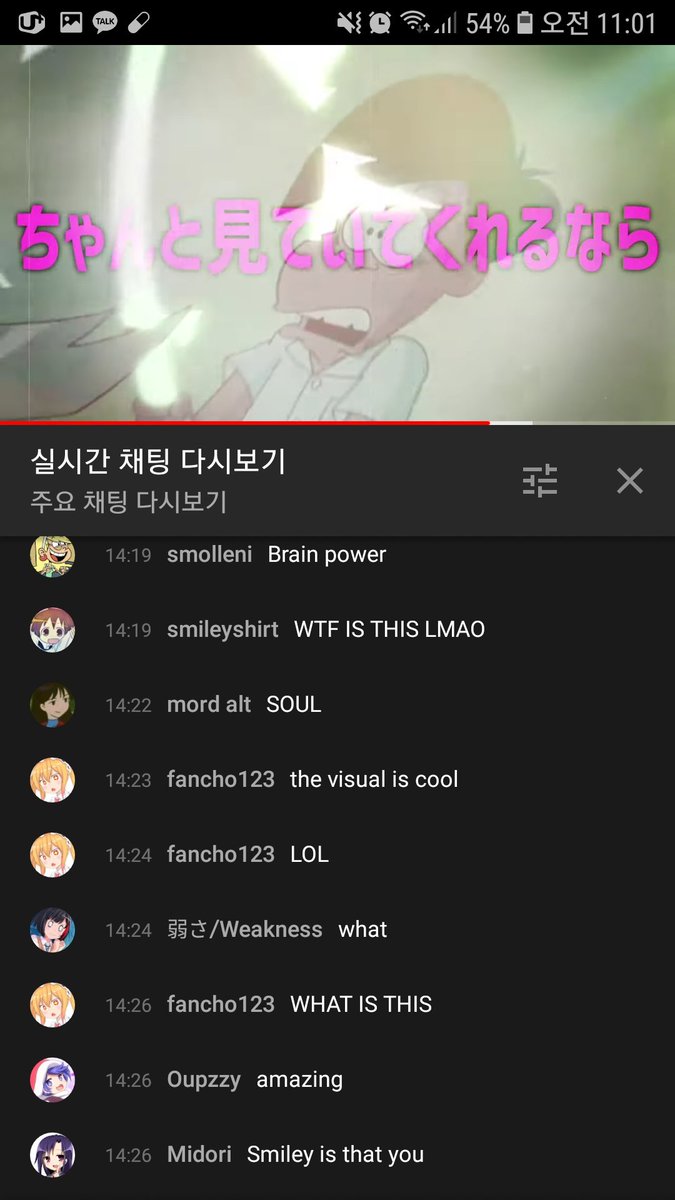 TALK
54%
오전 11:01
ちゃんと見ていてくれるなら
실시간 채팅 다시보기
주요 채팅 다시보기
14:19 smolleni Brain power
14:19 smileyshirt WTF IS THIS LMAO
14:22 mord alt SOUL
14:23 fancho123 the visual is cool
14:24 fancho123 LOL
14:24 弱さ/Weakness what
14:26 fancho123 WHAT IS THIS
14:26 Oupzzy amazing
14:26 Midori Smiley is that you